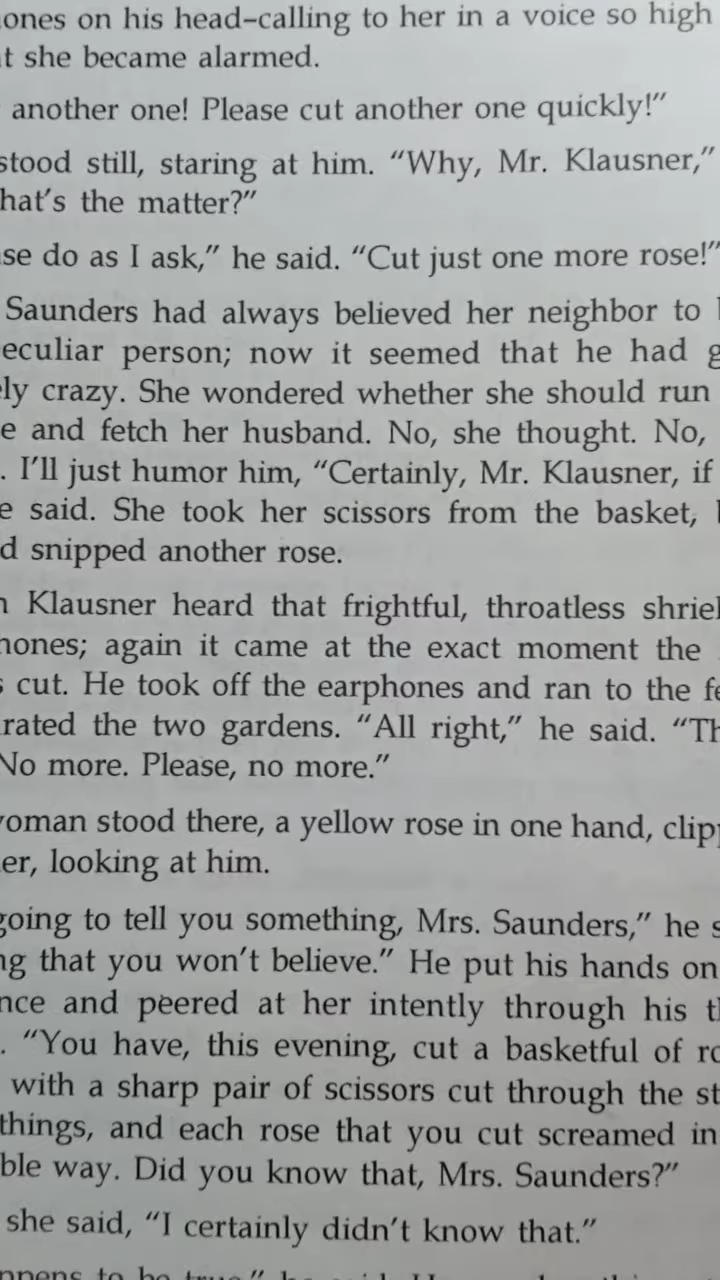 ones on his head–calling to her in a voice so high
t she became alarmed.
another one! Please cut another one quickly!”
stood still, staring at him. “Why, Mr. Klausner,”
hat’s the matter?”
se do as I ask,” he said. “Cut just one more rose!”
Saunders had always believed her neighbor to
eculiar person; now it seemed that he had g
ly crazy. She wondered whether she should run
e and fetch her husband. No, she thought. No,
. I’ll just humor him, “Certainly, Mr. Klausner, if
e said. She took her scissors from the basket,
d snipped another rose.
Klausner heard that frightful, throatless shriel
hones; again it came at the exact moment the
s cut. He took off the earphones and ran to the fe
rated the two gardens. “All right,” he said. “Th
No more. Please, no more.”
woman stood there, a yellow rose in one hand, clipp
er, looking at him.
going to tell you something, Mrs. Saunders,” he s
ng that you won’t believe.” He put his hands on
nce and peered at her intently through his th
. “You have, this evening, cut a basketful of ro
with a sharp pair of scissors cut through the st
things, and each rose that you cut screamed in
ble way. Did you know that, Mrs. Saunders?”
she said, “I certainly didn’t know that.”